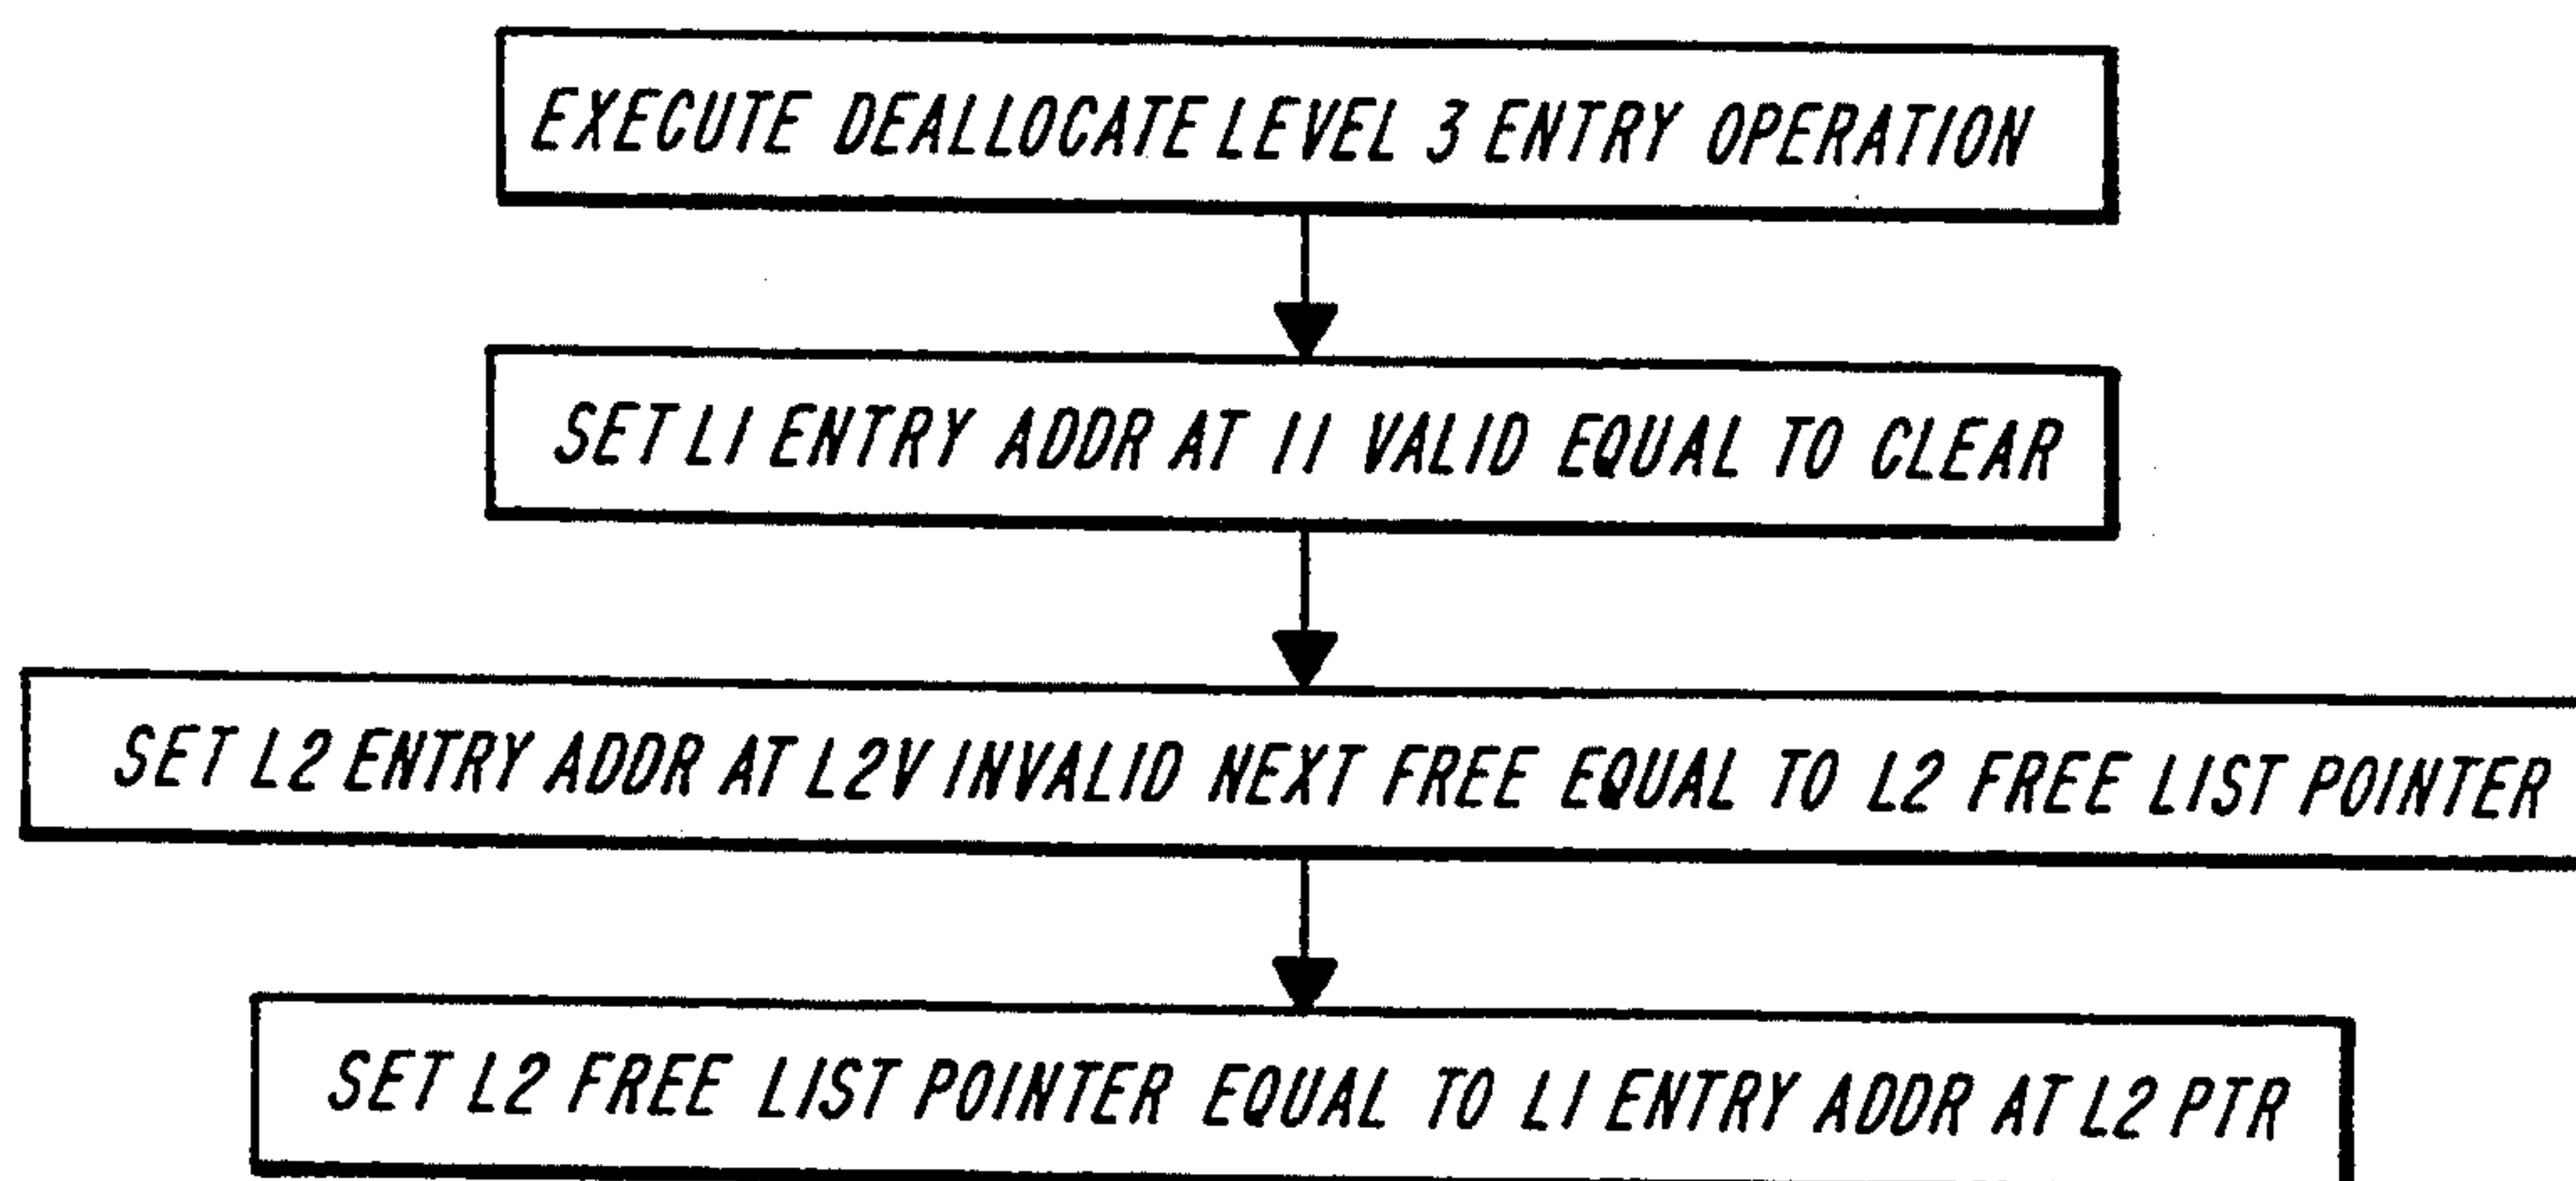 EXECUTE DEALLOCATE LEVEL 3 ENTRY OPERATION
SET L1 ENTRY ADDR AT 11 VALID EQUAL TO CLEAR
SET L2 ENTRY ADDR AT L2V INVALID NEXT FREE EQUAL TO L2 FREE LIST POINTER
SET L2 FREE LIST POINTER EQUAL TO L1 ENTRY ADDR AT L2 PTR